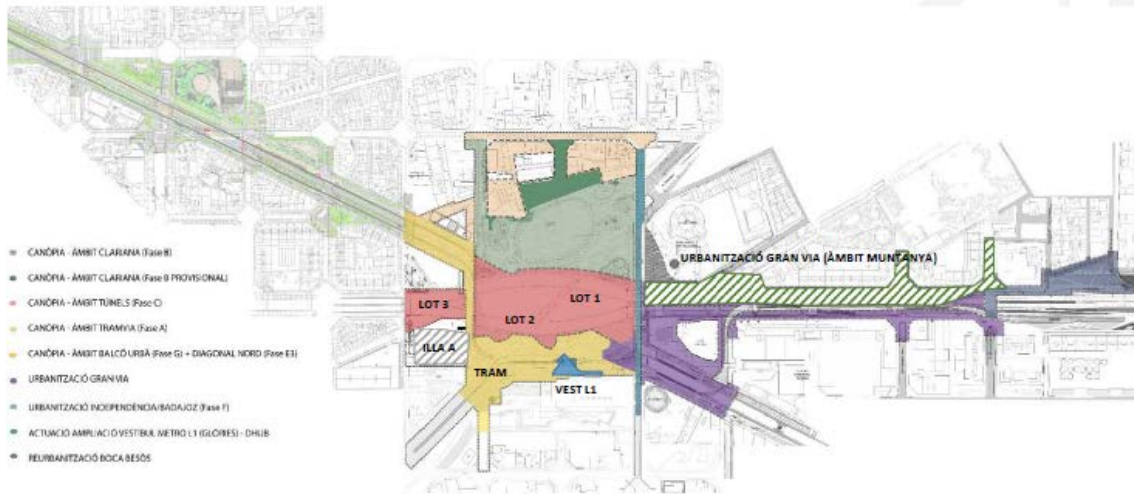 CANÒPIA - ÀMBIT CLARIANA (Fase B)
CANÒPIA - ÀMBIT CLARIANA (Fase B PROVISIONAL)
CANÒPIA - ÀMBIT TÚNELS (Fase C)
CANÒPIA - ÀMBIT TRAMVIA (Fase A)
CANÒPIA - ÀMBIT BALCÓ URBÀ (Fase G) + DIAGONAL NORD (Fase E3)
URBANITZACIÓ GRAN VIA
URBANITZACIÓ INDEPENDÈNCIA/BADAJOZ (Fase F)
ACTUACIÓ AMPLIACIÓ VESTÍBUL METRO L1 (GLÒRIES) - DHUB
REURBANITZACIÓ BOCA BESÒS
URBANITZACIÓ GRAN VIA (ÀMBIT MUNTANYA)
LOT 3
LOT 1
LOT 2
ILLA A
TRAM
VEST L1